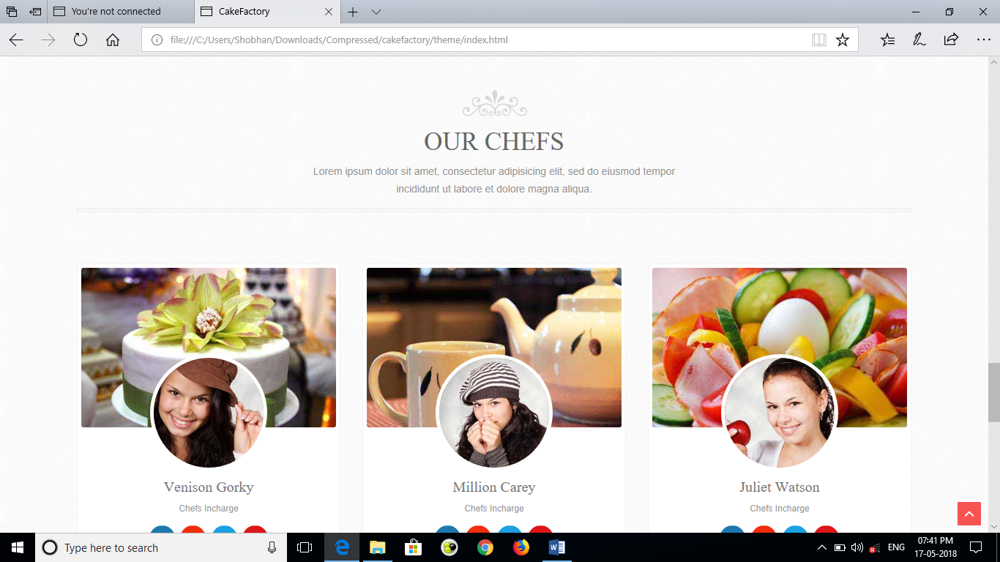 You're not connected
CakeFactory
file:///C:/Users/Shobhan/Downloads/Compressed/cakefactory/theme/index.html
OUR CHEFS
Lorem ipsum dolor sit amet, consectetur adipisicing elit, sed do eiusmod tempor
incididunt ut labore et dolore magna aliqua.
Venison Gorky
Chefs Incharge
Million Carey
Chefs Incharge
Juliet Watson
Chefs Incharge
Type here to search
ENG
07:41 PM
17-05-2018